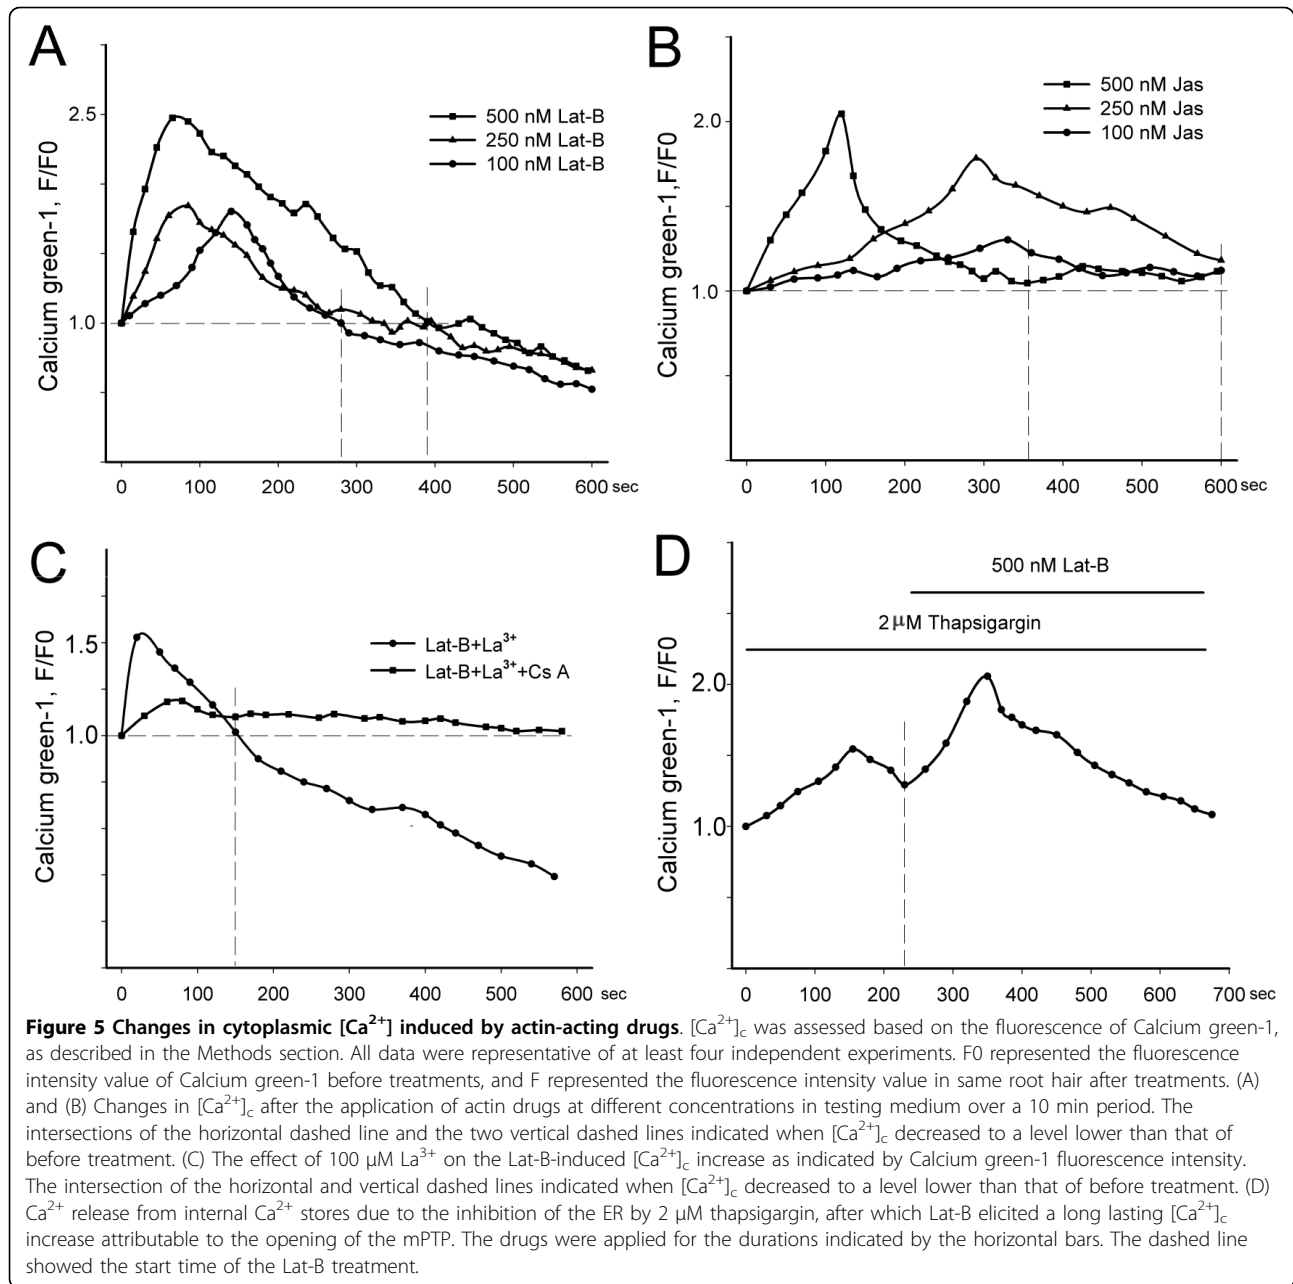 A
Calcium green-1, F/F0
2.5
1.0
500 nM Lat-B
250 nM Lat-B
100 nM Lat-B
0 100 200 300 400 500 600 sec
B
Calcium green-1,F/F0
2.0
1.0
500 nM Jas
250 nM Jas
100 nM Jas
0 100 200 300 400 500 600 sec
C
Calcium green-1, F/F0
1.5
1.0
Lat-B+La³⁺
Lat-B+La³⁺+Cs A
0 100 200 300 400 500 600 sec
D
Calcium green-1, F/F0
2.0
1.0
500 nM Lat-B
2 µM Thapsigargin
0 100 200 300 400 500 600 700 sec
Figure 5 Changes in cytoplasmic [Ca²⁺] induced by actin-acting drugs. [Ca²⁺]c was assessed based on the fluorescence of Calcium green-1,
as described in the Methods section. All data were representative of at least four independent experiments. F0 represented the fluorescence
intensity value of Calcium green-1 before treatments, and F represented the fluorescence intensity value in same root hair after treatments. (A)
and (B) Changes in [Ca²⁺]c after the application of actin drugs at different concentrations in testing medium over a 10 min period. The
intersections of the horizontal dashed line and the two vertical dashed lines indicated when [Ca²⁺]c decreased to a level lower than that of
before treatment. (C) The effect of 100 µM La³⁺ on the Lat-B-induced [Ca²⁺]c increase as indicated by Calcium green-1 fluorescence intensity.
The intersection of the horizontal and vertical dashed lines indicated when [Ca²⁺]c decreased to a level lower than that of before treatment. (D)
Ca²⁺ release from internal Ca²⁺ stores due to the inhibition of the ER by 2 µM thapsigargin, after which Lat-B elicited a long lasting [Ca²⁺]c
increase attributable to the opening of the mPTP. The drugs were applied for the durations indicated by the horizontal bars. The dashed line
showed the start time of the Lat-B treatment.